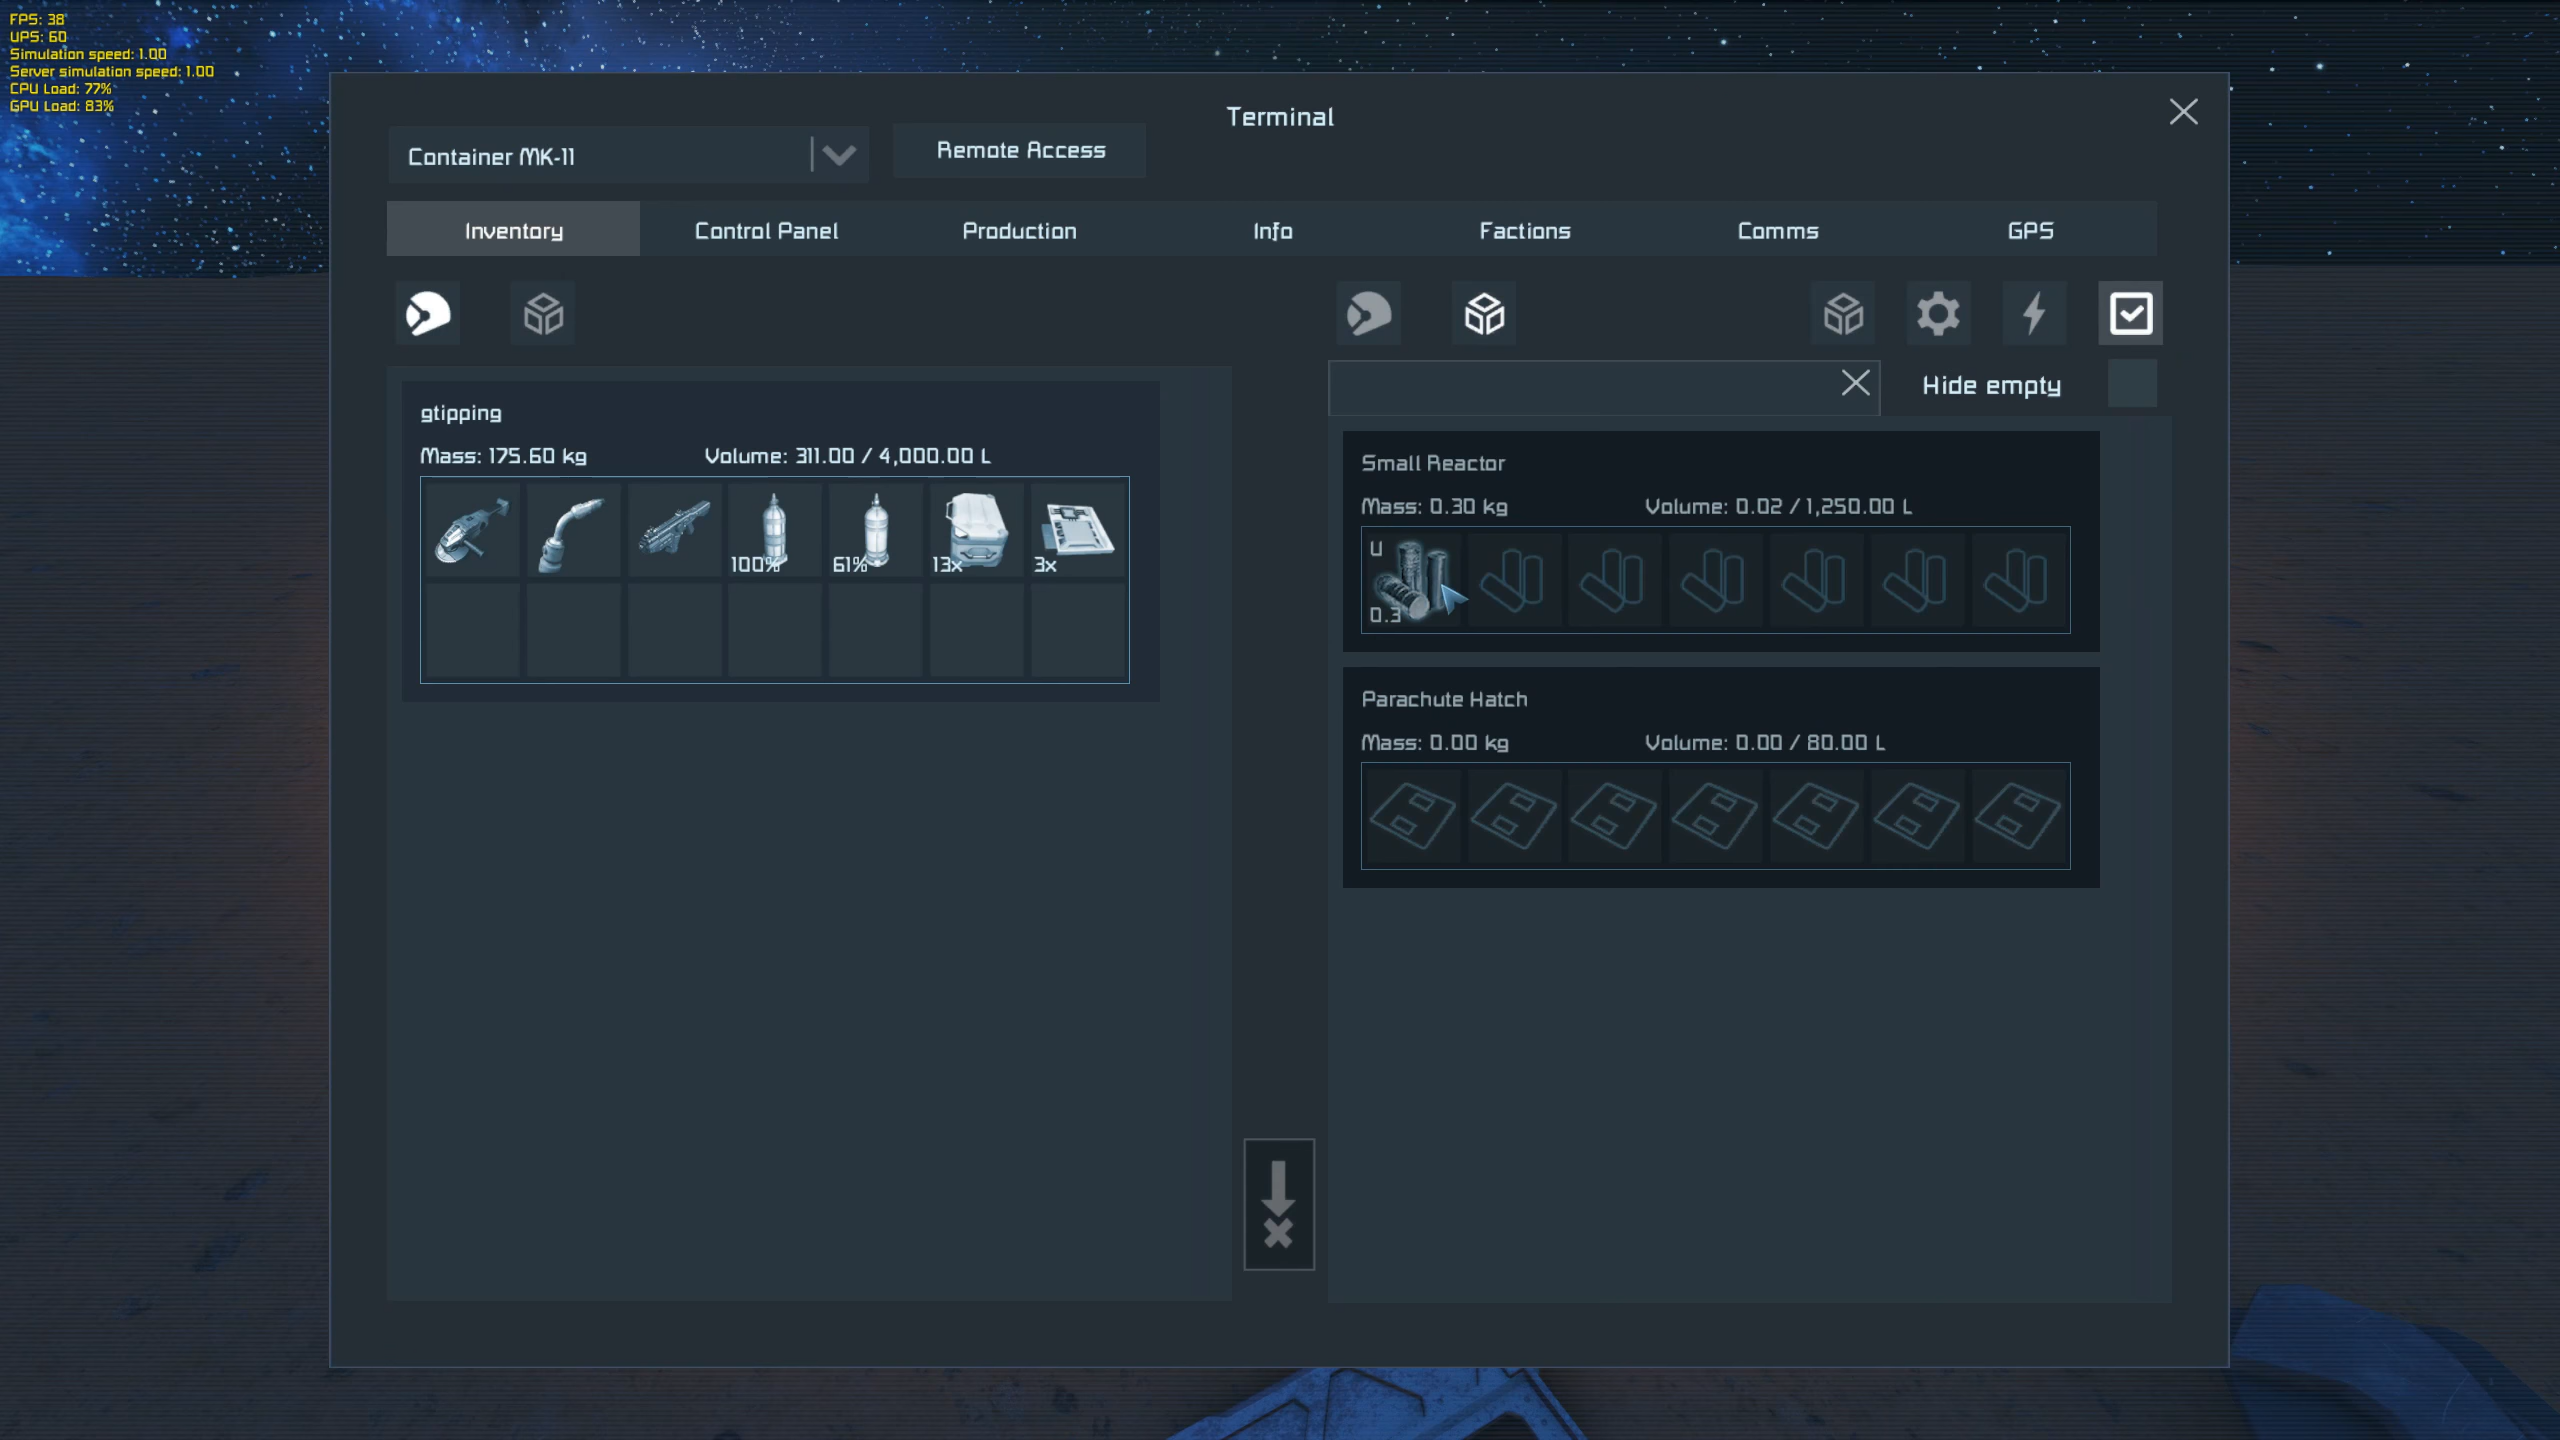 FPS: 38
UPS: 60
Simulation speed: 1.00
Server simulation speed: 1.00
CPU Load: 77%
GPU Load: 83%
Terminal
Container MK-11
Remote Access
Inventory
Control Panel
Production
Info
Factions
Comms
GPS
gtipping
Mass: 175.60 kg
Volume: 311.00 / 4,000.00 L
100%
61%
13x
3x
Hide empty
Small Reactor
Mass: 0.30 kg
Volume: 0.02 / 1,250.00 L
U
0.3
Parachute Hatch
Mass: 0.00 kg
Volume: 0.00 / 80.00 L